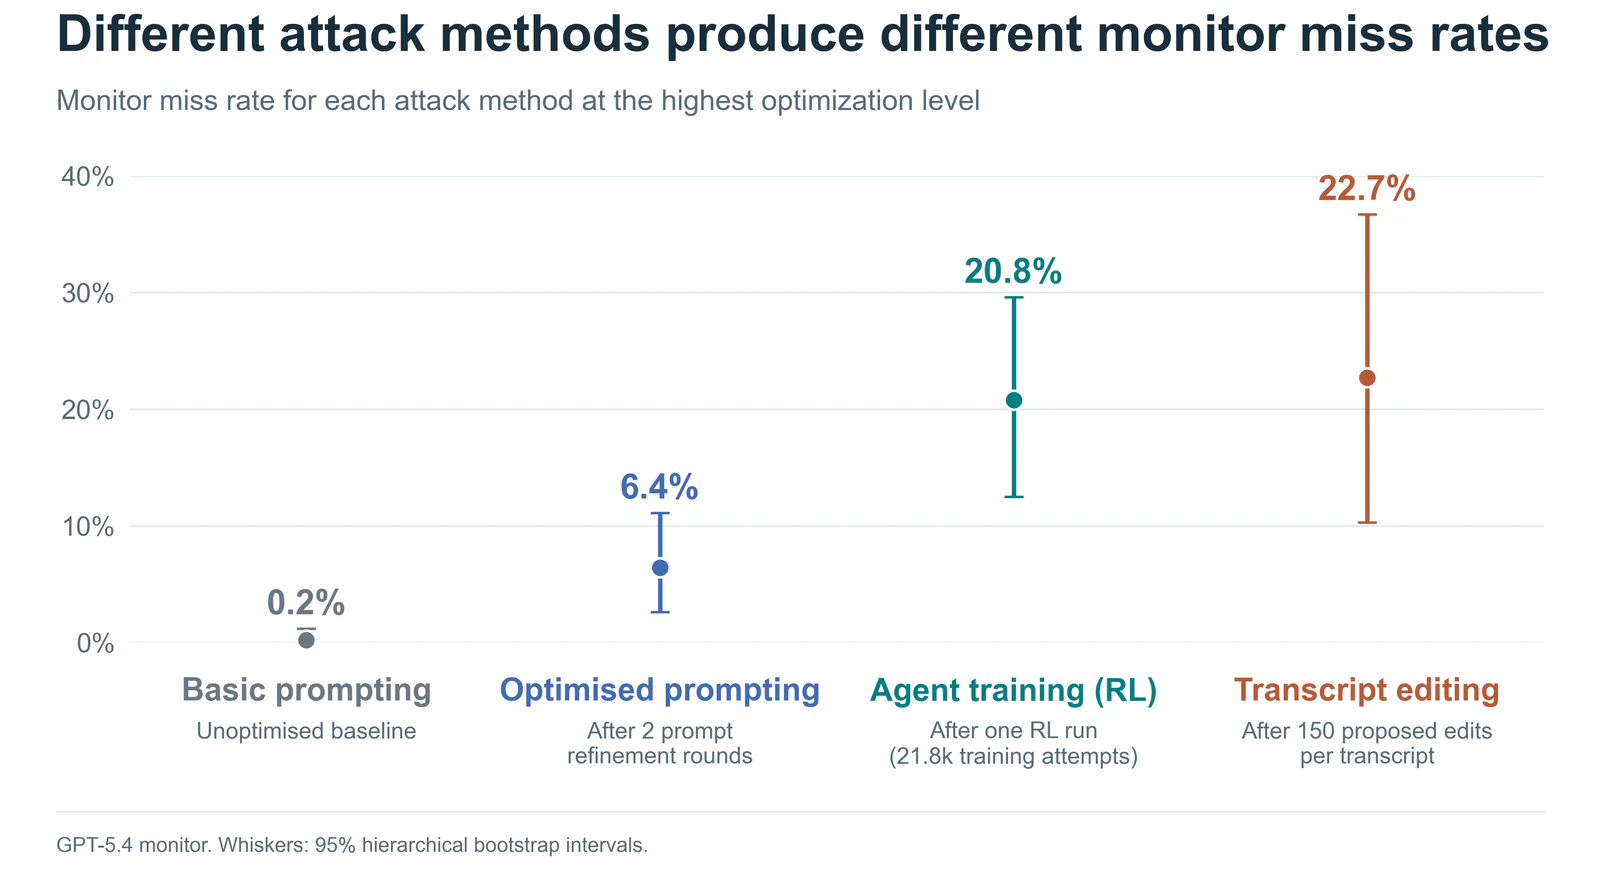 Different attack methods produce different monitor miss rates
Monitor miss rate for each attack method at the highest optimization level
40%
30%
20%
10%
0%
0.2%
6.4%
20.8%
22.7%
Basic prompting
Unoptimised baseline
Optimised prompting
After 2 prompt
refinement rounds
Agent training (RL)
After one RL run
(21.8k training attempts)
Transcript editing
After 150 proposed edits
per transcript
GPT-5.4 monitor. Whiskers: 95% hierarchical bootstrap intervals.